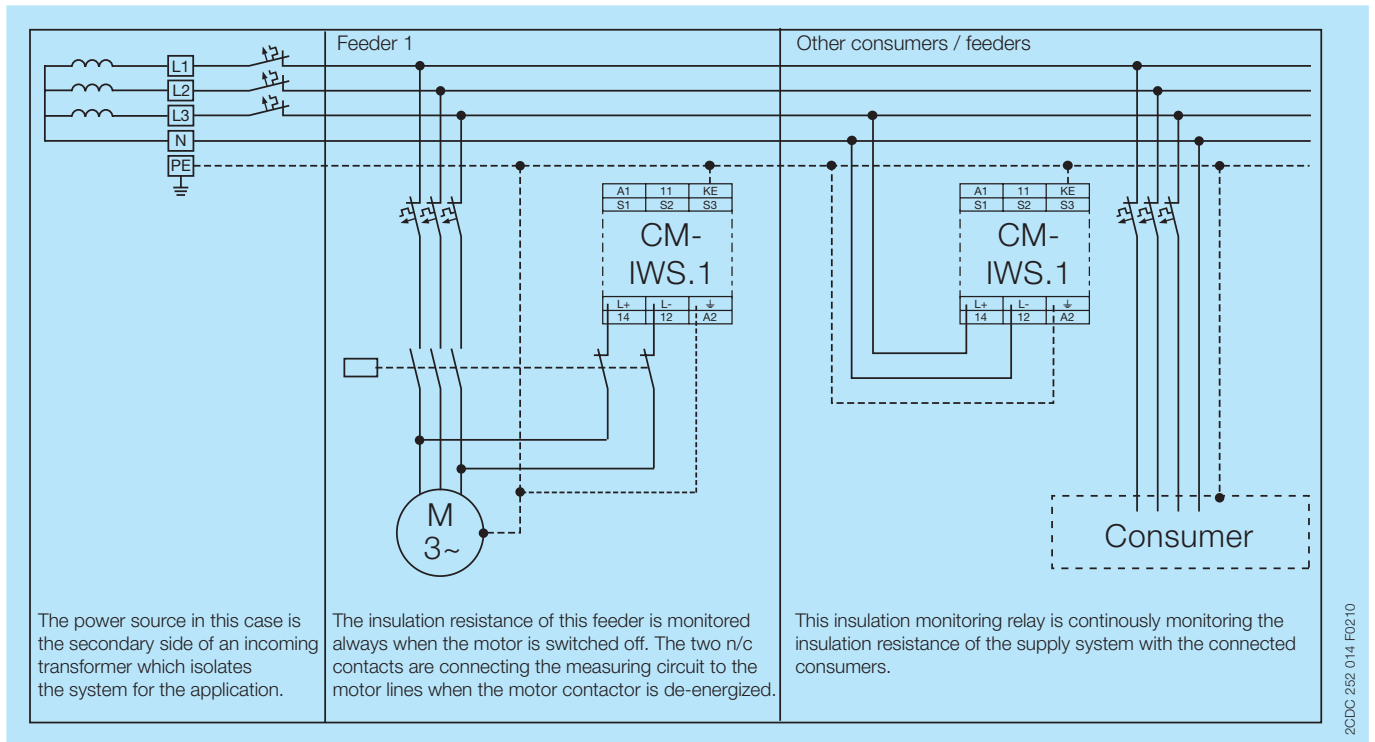 Feeder 1
Other consumers / feeders
L1
L2
L3
N
PE
A1 11 KE
S1 S2 S3
CM-
IWS.1
L+ L-
14 12 A2
A1 11 KE
S1 S2 S3
CM-
IWS.1
L+ L-
14 12 A2
M
3~
Consumer
The power source in this case is
the secondary side of an incoming
transformer which isolates
the system for the application.
The insulation resistance of this feeder is monitored
always when the motor is switched off. The two n/c
contacts are connecting the measuring circuit to the
motor lines when the motor contactor is de-energized.
This insulation monitoring relay is continously monitoring the
insulation resistance of the supply system with the connected
consumers.
2CDC 252 014 F0210